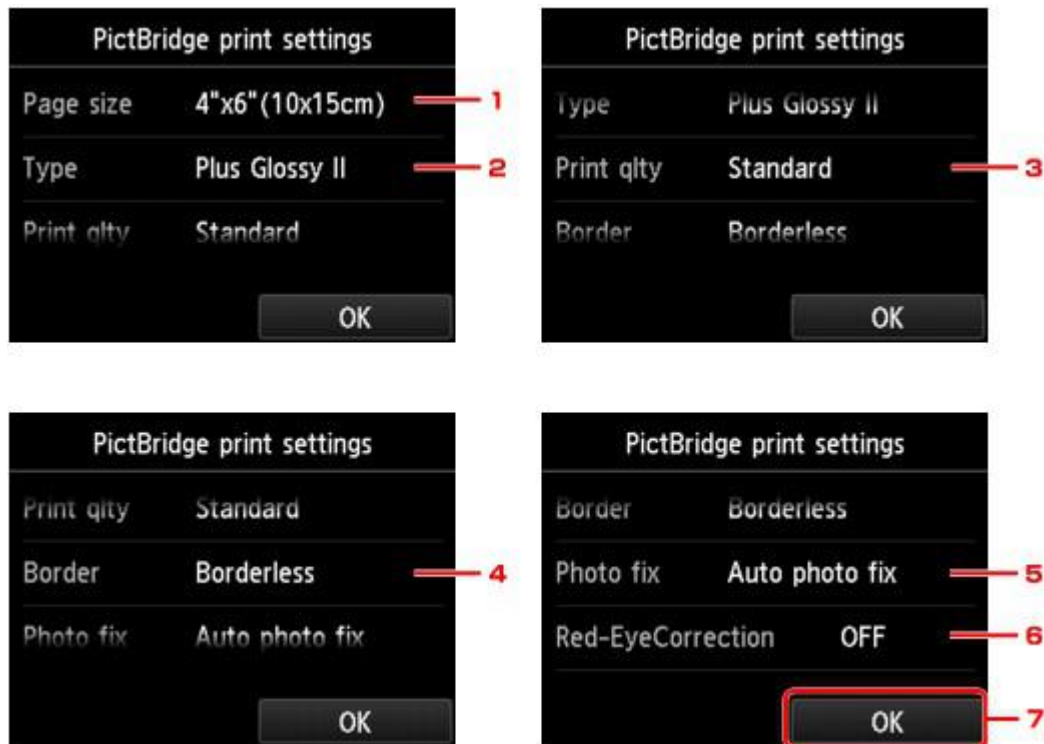 PictBridge print settings
Page size 4"x6"(10x15cm) 1
Type Plus Glossy II 2
Print qlty Standard
OK
PictBridge print settings
Type Plus Glossy II
Print qlty Standard 3
Border Borderless
OK
PictBridge print settings
Print qlty Standard
Border Borderless 4
Photo fix Auto photo fix
OK
PictBridge print settings
Border Borderless
Photo fix Auto photo fix 5
Red-EyeCorrection OFF 6
OK 7